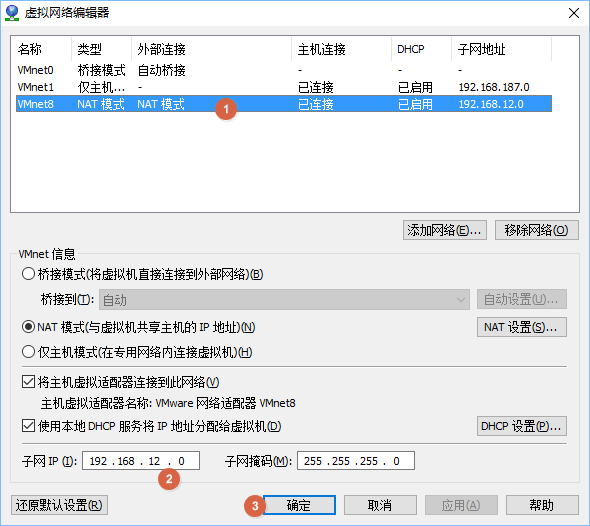 虚拟网络编辑器
名称 类型 外部连接 主机连接 DHCP 子网地址
VMnet0 桥接模式 自动桥接 - - -
VMnet1 仅主机... - 已连接 已启用 192.168.187.0
VMnet8 NAT 模式 NAT 模式 已连接 已启用 192.168.12.0
1
添加网络(E)... 移除网络(O)
VMnet 信息
桥接模式(将虚拟机直接连接到外部网络)(B)
桥接到(T): 自动 自动设置(U)...
NAT 模式(与虚拟机共享主机的 IP 地址)(N) NAT 设置(S)...
仅主机模式(在专用网络内连接虚拟机)(H)
将主机虚拟适配器连接到此网络(V)
主机虚拟适配器名称: VMware 网络适配器 VMnet8
使用本地 DHCP 服务将 IP 地址分配给虚拟机(D) DHCP 设置(P)...
子网 IP (I): 192 .168 . 12 . 0 子网掩码(M): 255 .255 .255 . 0
2
还原默认设置(R) 3 确定 取消 应用(A) 帮助